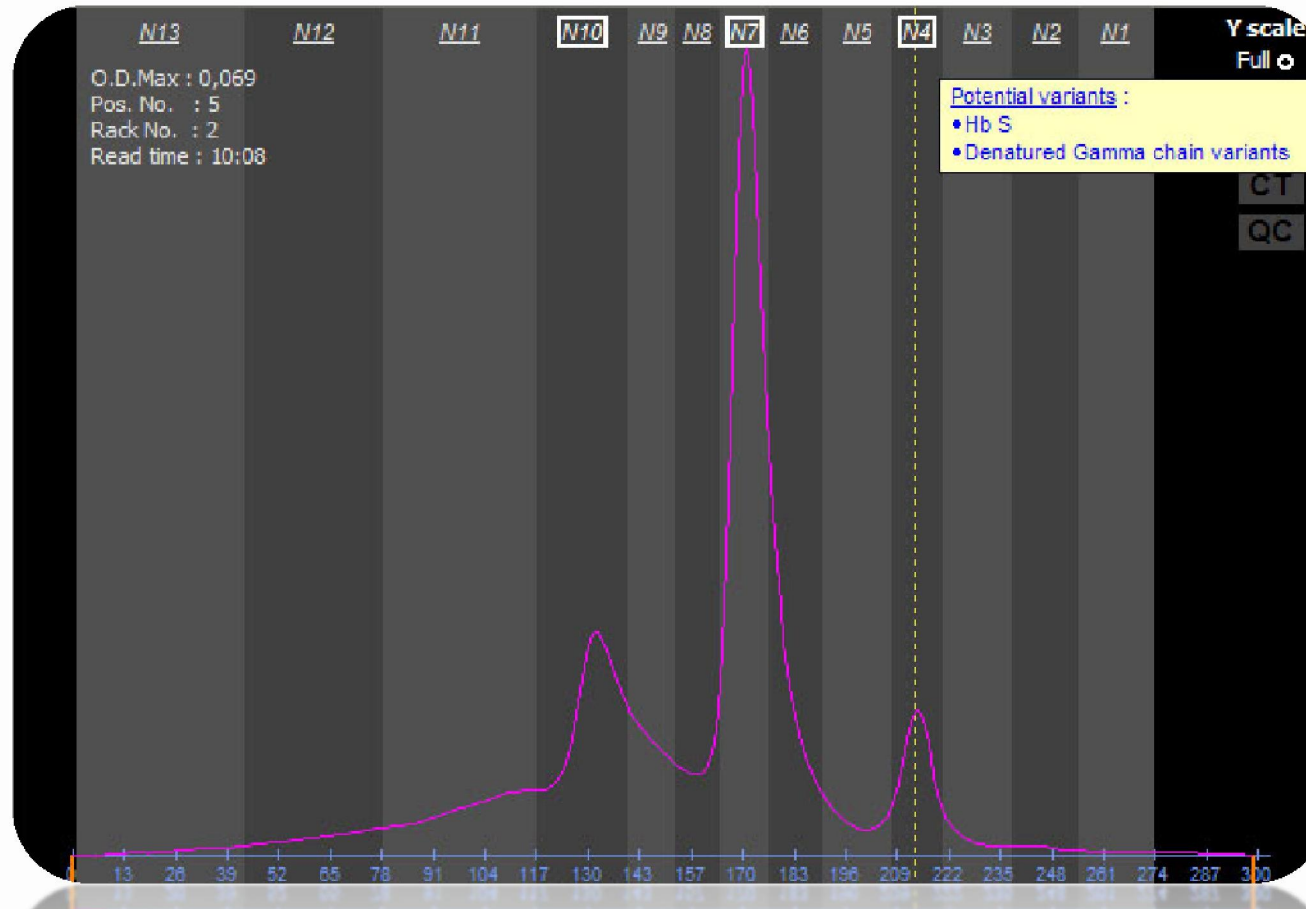 N13 N12 N11 N10 N9 N8 N7 N6 N5 N4 N3 N2 N1
Y scale
Full
O.D.Max : 0,069
Pos. No. : 5
Rack No. : 2
Read time : 10:08
Potential variants :
•Hb S
•Denatured Gamma chain variants
CT
QC
13 26 39 52 65 78 91 104 117 130 143 157 170 183 196 209 222 235 248 261 274 287 300